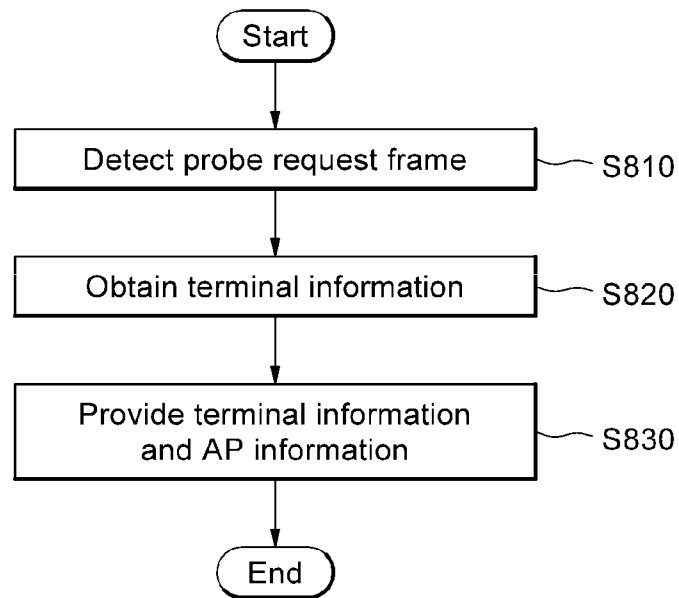 Start
Detect probe request frame
S810
Obtain terminal information
S820
Provide terminal information
and AP information
S830
End